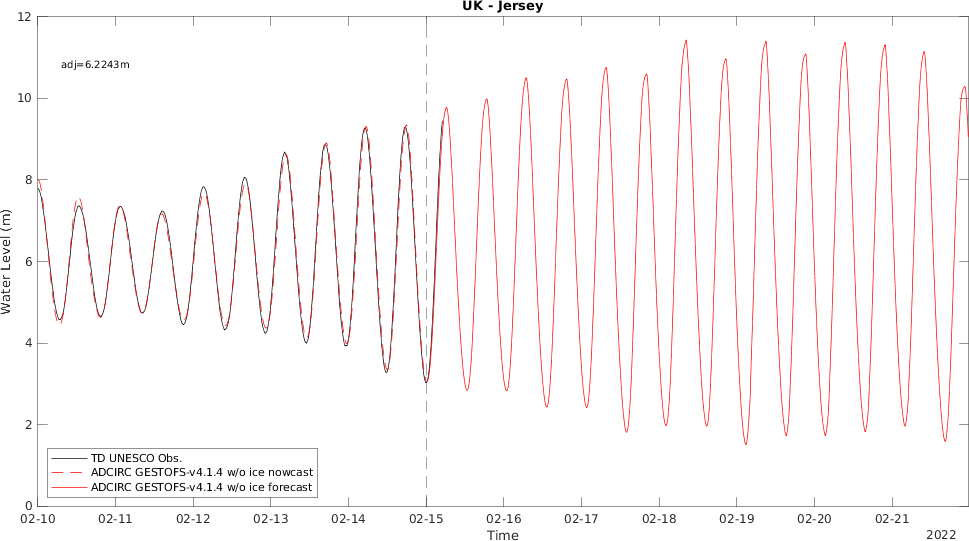 UK - Jersey
12
adj=6.2243m
10
8
6
4
2
0
Water Level (m)
TD UNESCO Obs.
ADCIRC GESTOFS-v4.1.4 w/o ice nowcast
ADCIRC GESTOFS-v4.1.4 w/o ice forecast
02-10 02-11 02-12 02-13 02-14 02-15 02-16 02-17 02-18 02-19 02-20 02-21
Time
2022